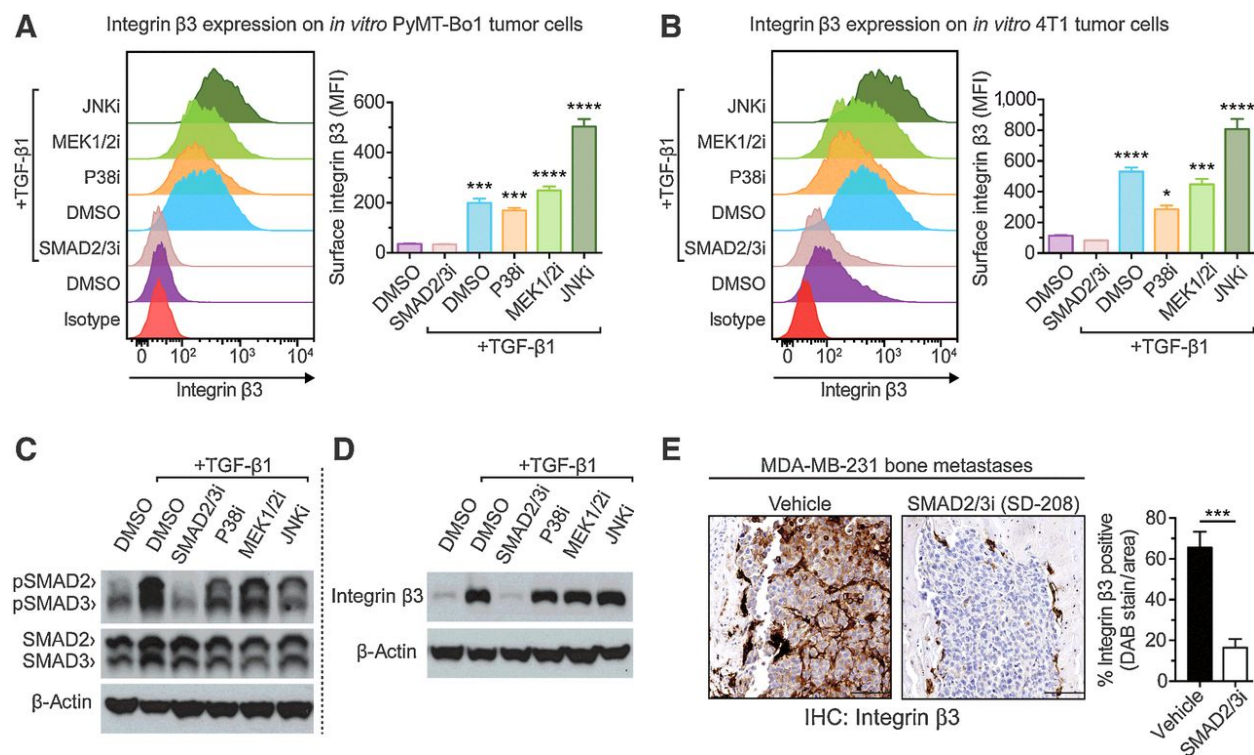 A
Integrin β3 expression on in vitro PyMT-Bo1 tumor cells
+TGF-β1
JNKi
MEK1/2i
P38i
DMSO
SMAD2/3i
DMSO
Isotype
0 10² 10³ 10⁴
Integrin β3
Surface integrin β3 (MFI)
600
400
200
0
*** *** **** ****
DMSO
SMAD2/3i
DMSO
P38i
MEK1/2i
JNKi
+TGF-β1
B
Integrin β3 expression on in vitro 4T1 tumor cells
+TGF-β1
JNKi
MEK1/2i
P38i
DMSO
SMAD2/3i
DMSO
Isotype
0 10² 10³ 10⁴
Integrin β3
Surface integrin β3 (MFI)
1,000
800
600
400
200
0
**** * *** ****
DMSO
SMAD2/3i
DMSO
P38i
MEK1/2i
JNKi
+TGF-β1
C
+TGF-β1
DMSO
DMSO
SMAD2/3i
P38i
MEK1/2i
JNKi
pSMAD2›
pSMAD3›
SMAD2›
SMAD3›
β-Actin
D
+TGF-β1
DMSO
DMSO
SMAD2/3i
P38i
MEK1/2i
JNKi
Integrin β3
β-Actin
E
MDA-MB-231 bone metastases
Vehicle
SMAD2/3i (SD-208)
IHC: Integrin β3
% Integrin β3 positive
(DAB stain/area)
80
60
40
20
0
***
Vehicle
SMAD2/3i